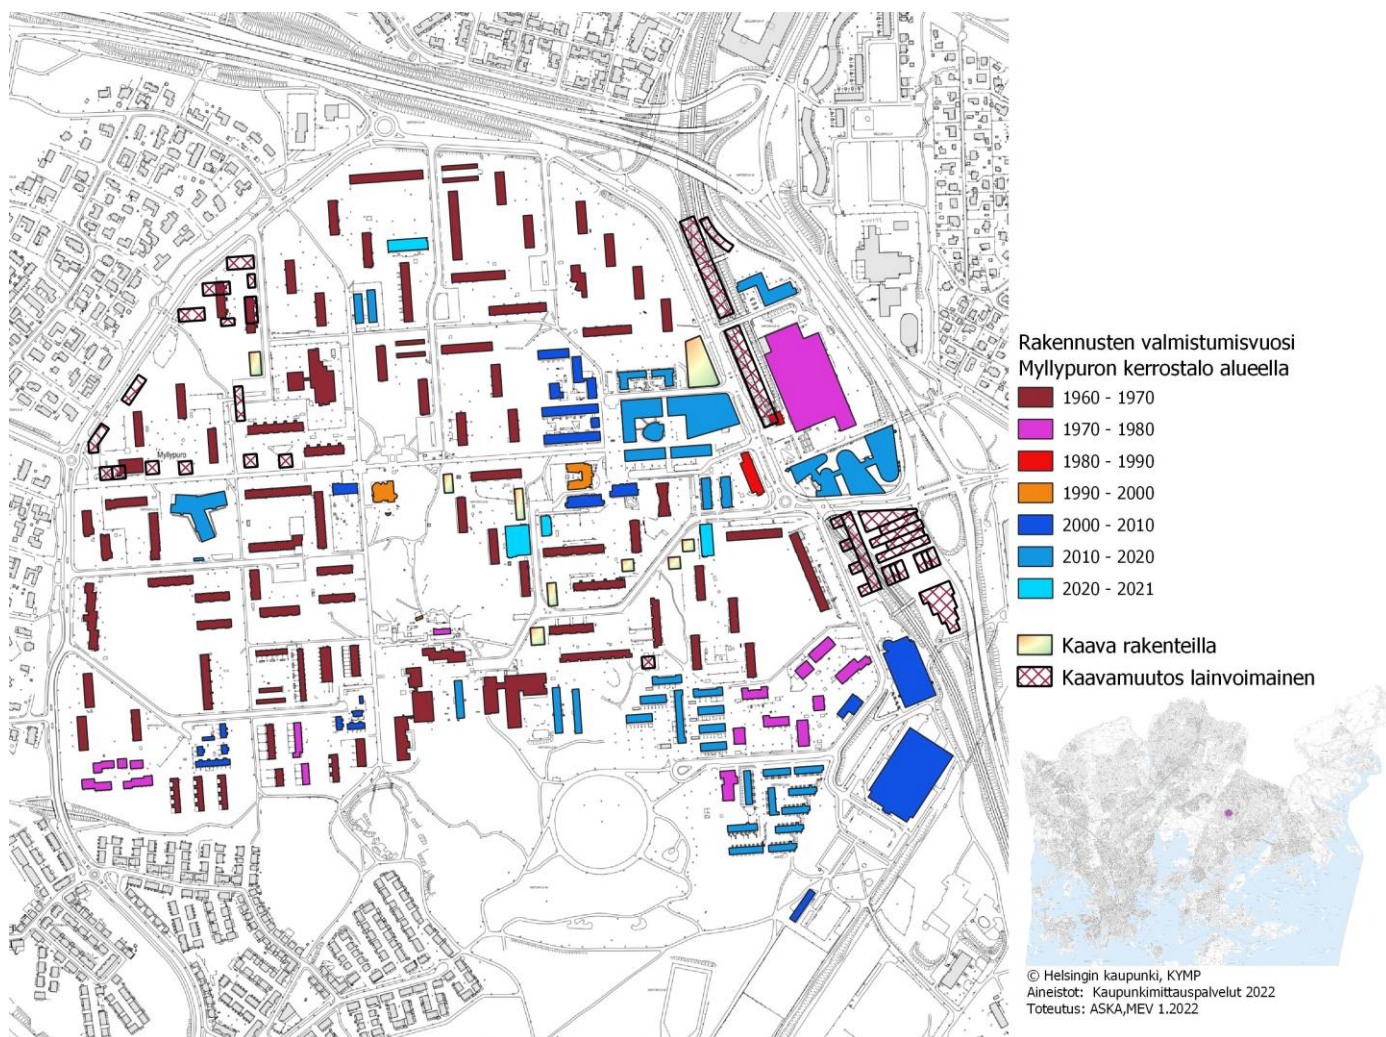 Rakennusten valmistumisvuosi
Myllypuron kerrostalo alueella
1960 - 1970
1970 - 1980
1980 - 1990
1990 - 2000
2000 - 2010
2010 - 2020
2020 - 2021
Kaava rakenteilla
Kaavamuutos lainvoimainen
Myllypuro
© Helsingin kaupunki, KYMP
Aineistot: Kaupunkimittauspalvelut 2022
Toteutus: ASKA,MEV 1.2022